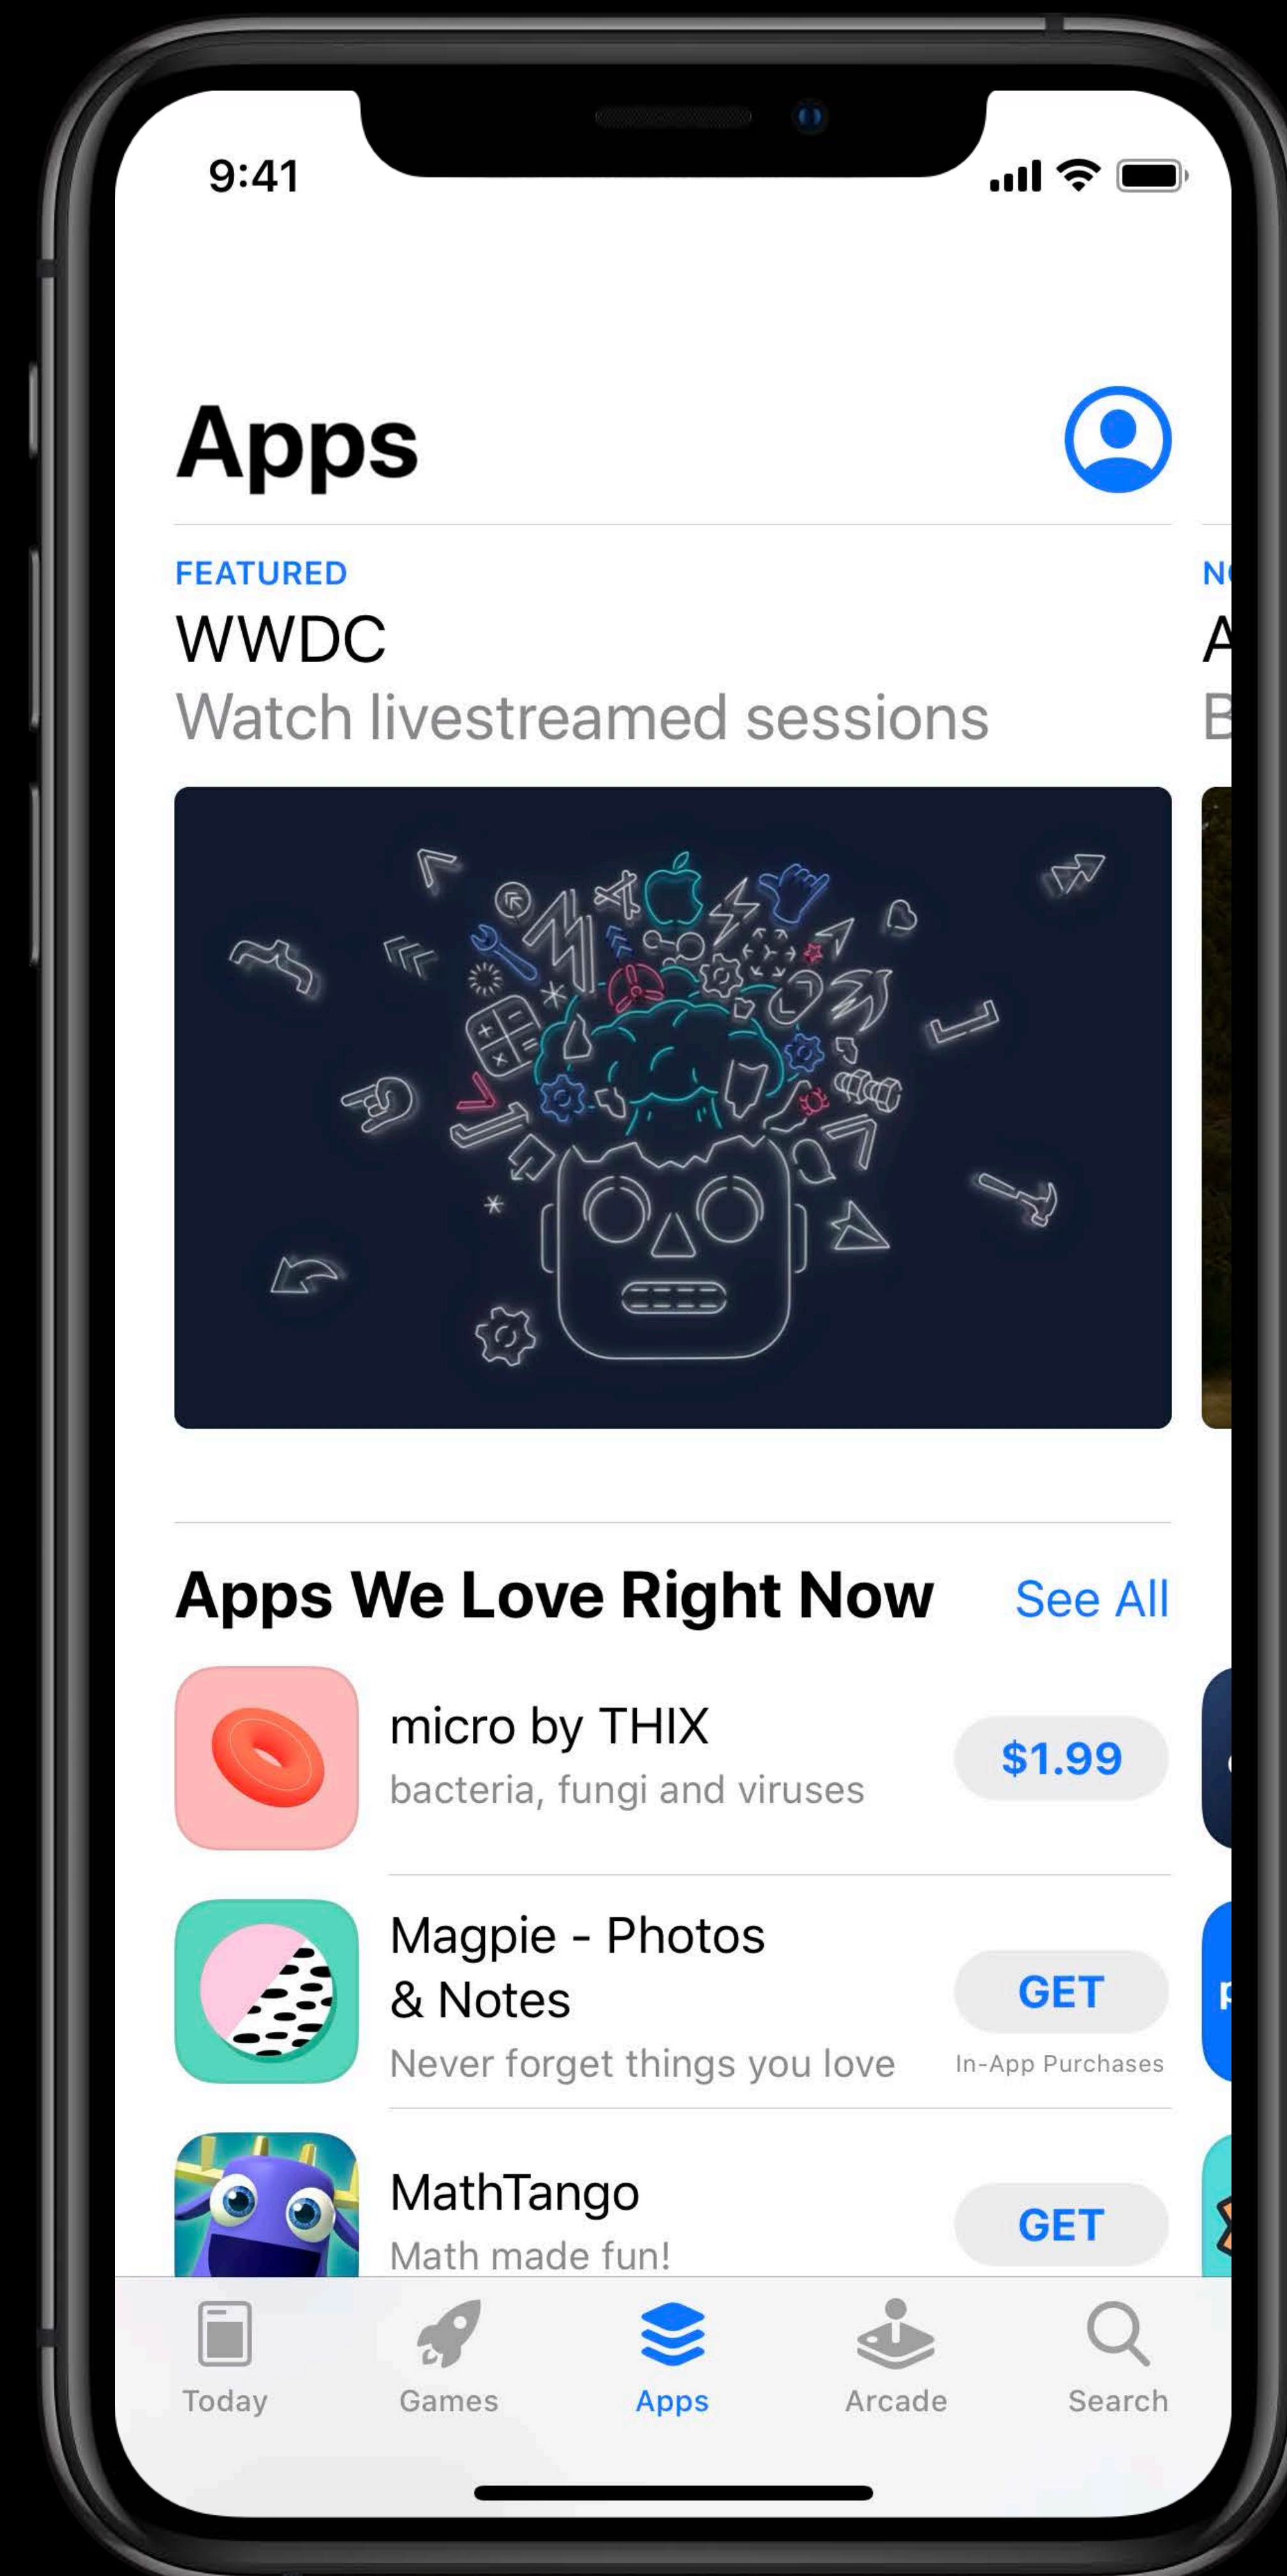 9:41
Apps
FEATURED
WWDC
Watch livestreamed sessions
Apps We Love Right Now
See All
micro by THIX
bacteria, fungi and viruses
$1.99
Magpie - Photos
& Notes
Never forget things you love
GET
In-App Purchases
MathTango
Math made fun!
GET
Today
Games
Apps
Arcade
Search